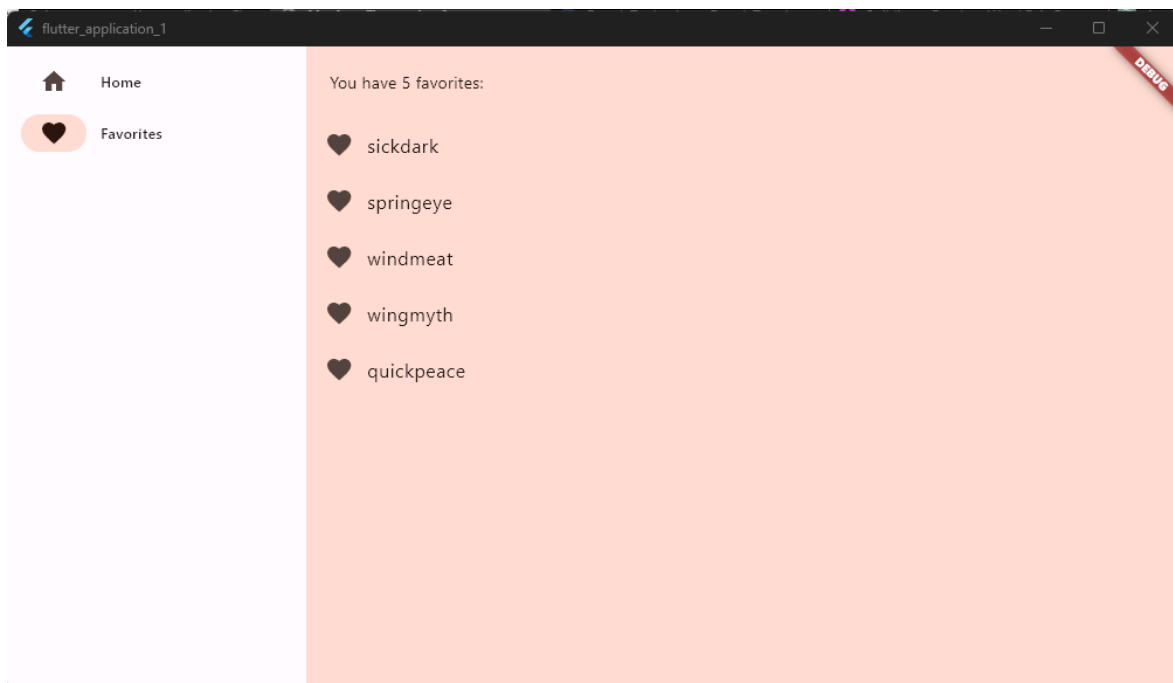 flutter_application_1
DEBUG
Home
Favorites
You have 5 favorites:
sickdark
springeye
windmeat
wingmyth
quickpeace